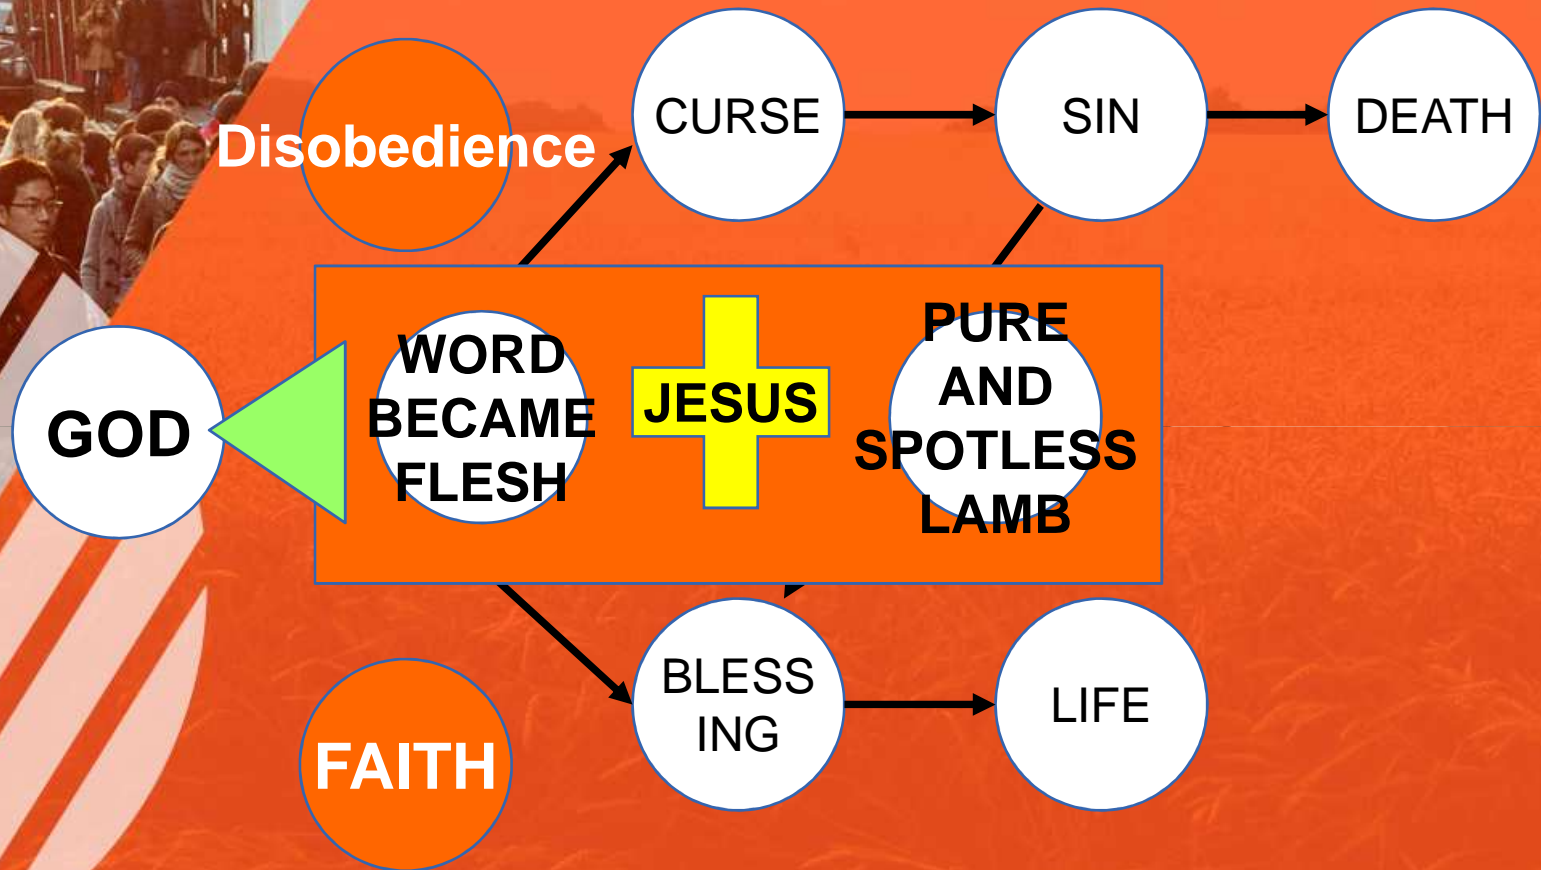 Disobedience
CURSE
SIN
DEATH
GOD
WORD
BECAME
FLESH
JESUS
PURE
AND
SPOTLESS
LAMB
FAITH
BLESS
ING
LIFE